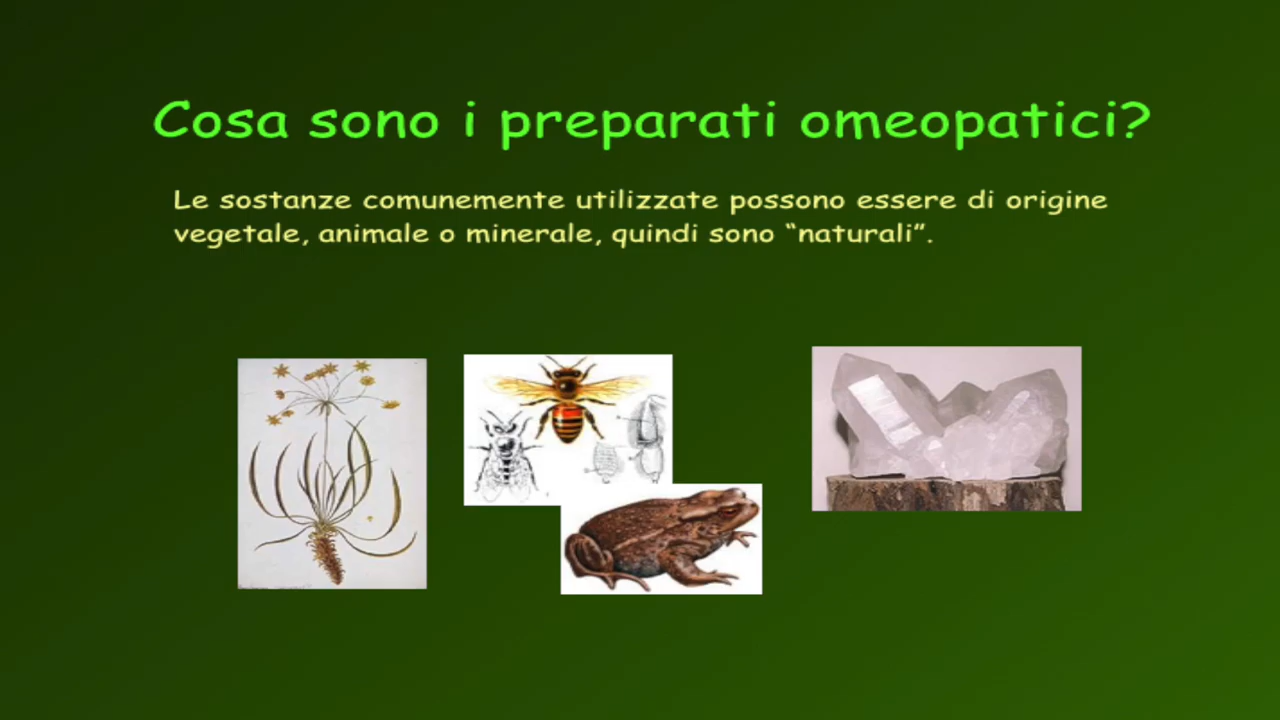 Cosa sono i preparati omeopatici?
Le sostanze comunemente utilizzate possono essere di origine
vegetale, animale o minerale, quindi sono “naturali”.